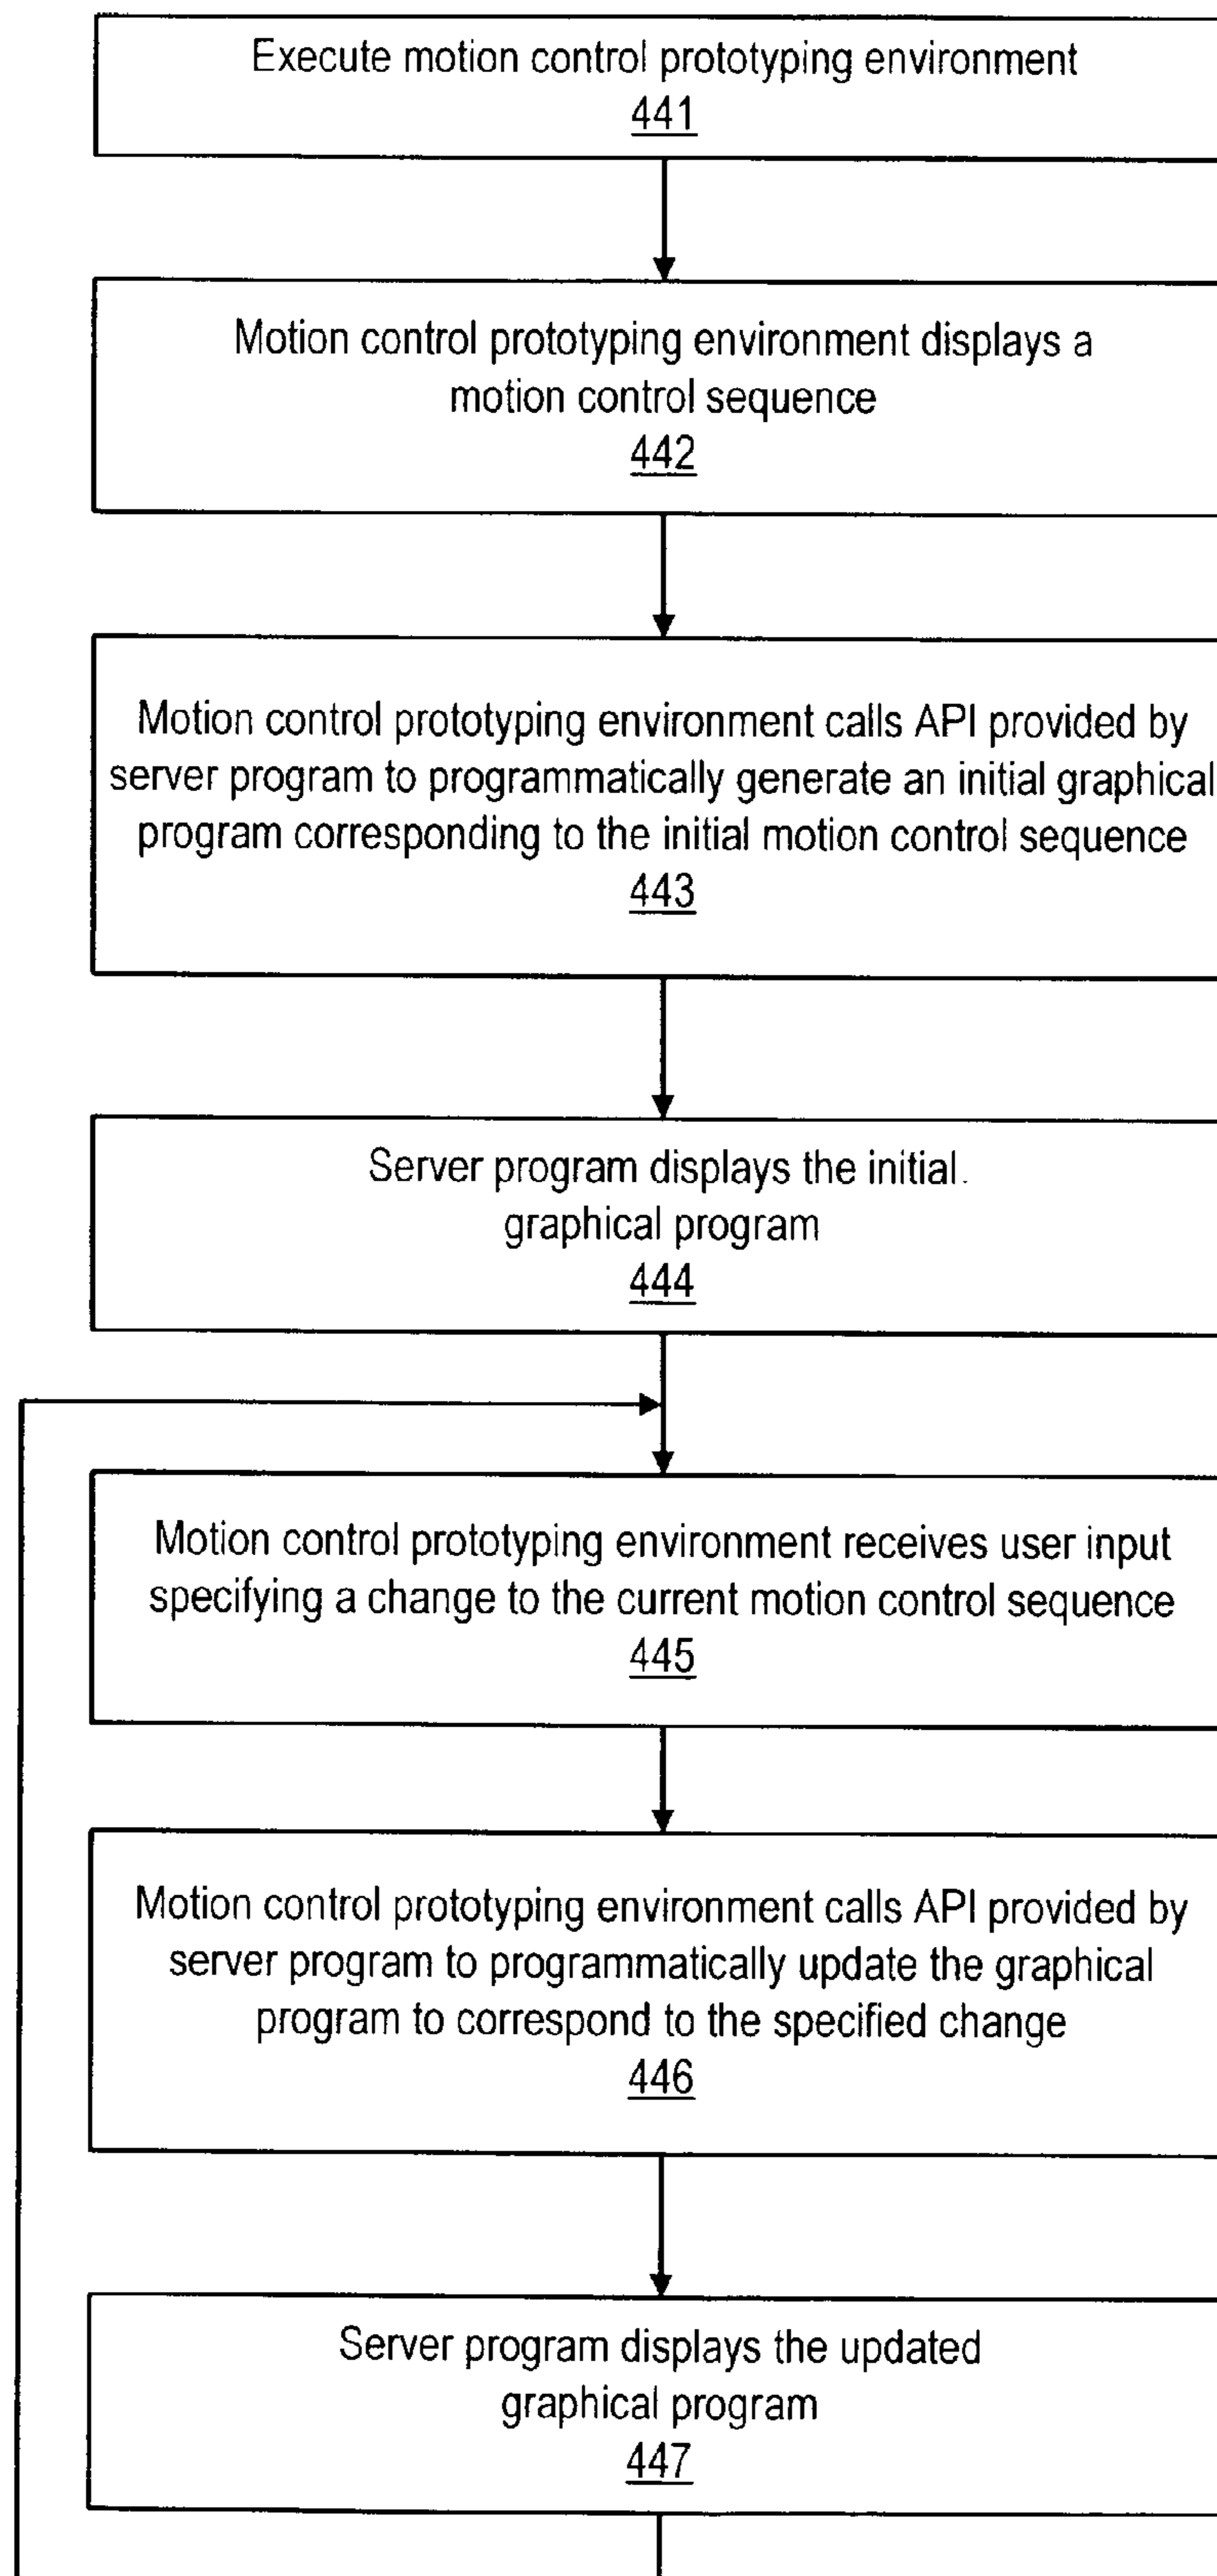 Execute motion control prototyping environment
441
Motion control prototyping environment displays a
motion control sequence
442
Motion control prototyping environment calls API provided by
server program to programmatically generate an initial graphical
program corresponding to the initial motion control sequence
443
Server program displays the initial.
graphical program
444
Motion control prototyping environment receives user input
specifying a change to the current motion control sequence
445
Motion control prototyping environment calls API provided by
server program to programmatically update the graphical
program to correspond to the specified change
446
Server program displays the updated
graphical program
447